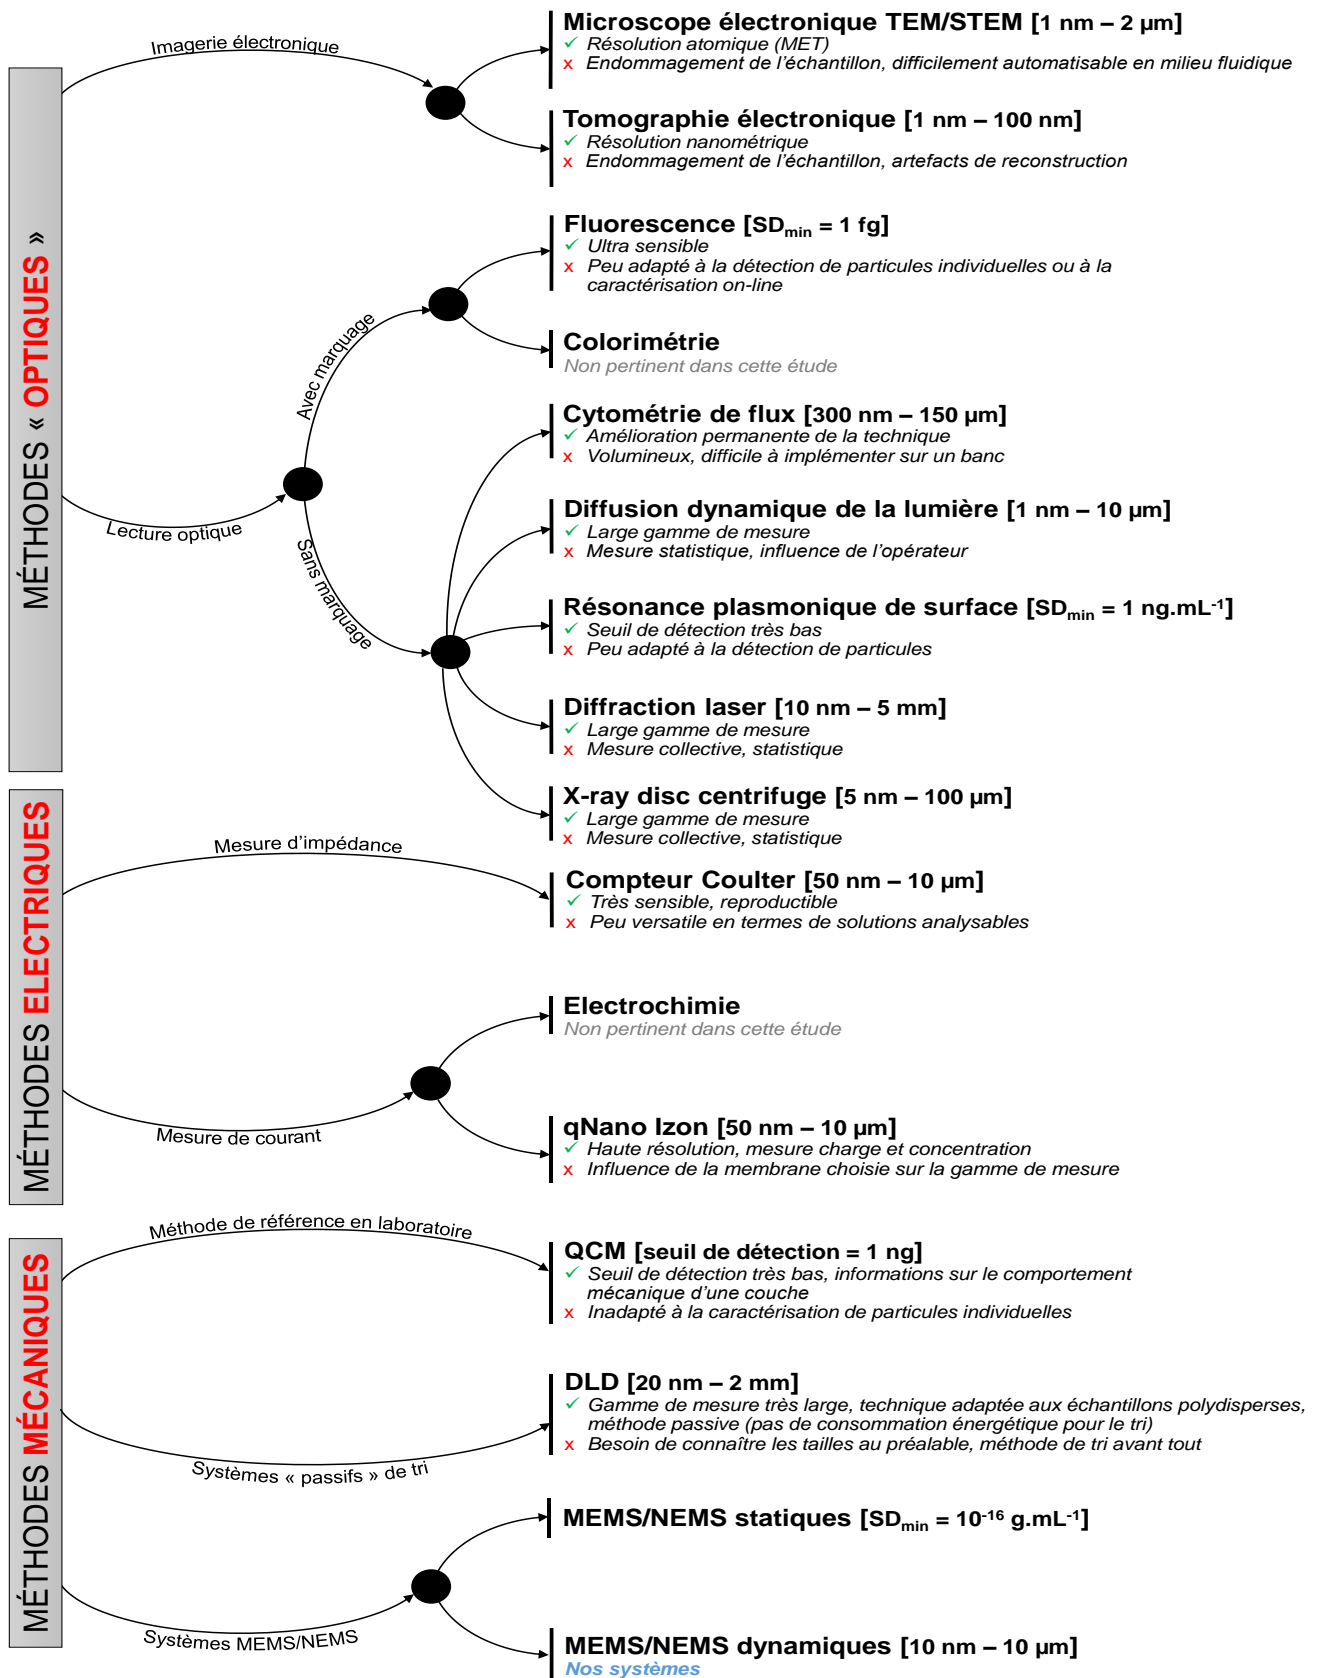 MÉTHODES « OPTIQUES »
Imagerie électronique
Microscope électronique TEM/STEM [1 nm – 2 µm]
✓ Résolution atomique (MET)
x Endommagement de l'échantillon, difficilement automatisable en milieu fluidique
Tomographie électronique [1 nm – 100 nm]
✓ Résolution nanométrique
x Endommagement de l'échantillon, artefacts de reconstruction
Lecture optique
Avec marquage
Fluorescence [SDmin = 1 fg]
✓ Ultra sensible
x Peu adapté à la détection de particules individuelles ou à la
caractérisation on-line
Colorimétrie
Non pertinent dans cette étude
Sans marquage
Cytométrie de flux [300 nm – 150 µm]
✓ Amélioration permanente de la technique
x Volumineux, difficile à implémenter sur un banc
Diffusion dynamique de la lumière [1 nm – 10 µm]
✓ Large gamme de mesure
x Mesure statistique, influence de l'opérateur
Résonance plasmonique de surface [SDmin = 1 ng.mL-1]
✓ Seuil de détection très bas
x Peu adapté à la détection de particules
Diffraction laser [10 nm – 5 mm]
✓ Large gamme de mesure
x Mesure collective, statistique
X-ray disc centrifuge [5 nm – 100 µm]
✓ Large gamme de mesure
x Mesure collective, statistique
MÉTHODES ELECTRIQUES
Mesure d'impédance
Compteur Coulter [50 nm – 10 µm]
✓ Très sensible, reproductible
x Peu versatile en termes de solutions analysables
Mesure de courant
Electrochimie
Non pertinent dans cette étude
qNano Izon [50 nm – 10 µm]
✓ Haute résolution, mesure charge et concentration
x Influence de la membrane choisie sur la gamme de mesure
MÉTHODES MÉCANIQUES
Méthode de référence en laboratoire
QCM [seuil de détection = 1 ng]
✓ Seuil de détection très bas, informations sur le comportement
mécanique d'une couche
x Inadapté à la caractérisation de particules individuelles
Systèmes « passifs » de tri
DLD [20 nm – 2 mm]
✓ Gamme de mesure très large, technique adaptée aux échantillons polydisperses,
méthode passive (pas de consommation énergétique pour le tri)
x Besoin de connaître les tailles au préalable, méthode de tri avant tout
Systèmes MEMS/NEMS
MEMS/NEMS statiques [SDmin = 10-16 g.mL-1]
MEMS/NEMS dynamiques [10 nm – 10 µm]
Nos systèmes